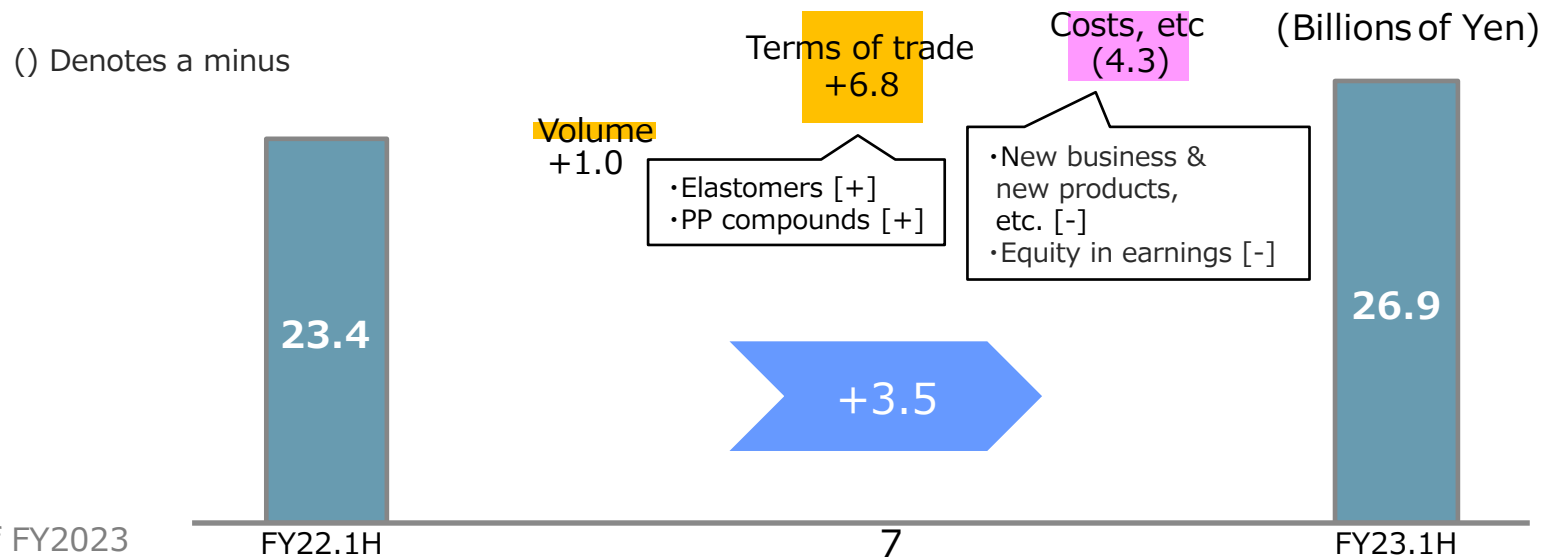 () Denotes a minus
(Billions of Yen)
Volume
+1.0
Terms of trade
+6.8
Costs, etc
(4.3)
・Elastomers [+]
・PP compounds [+]
・New business &
new products,
etc. [-]
・Equity in earnings [-]
23.4
+3.5
26.9
FY2023
FY22.1H
7
FY23.1H